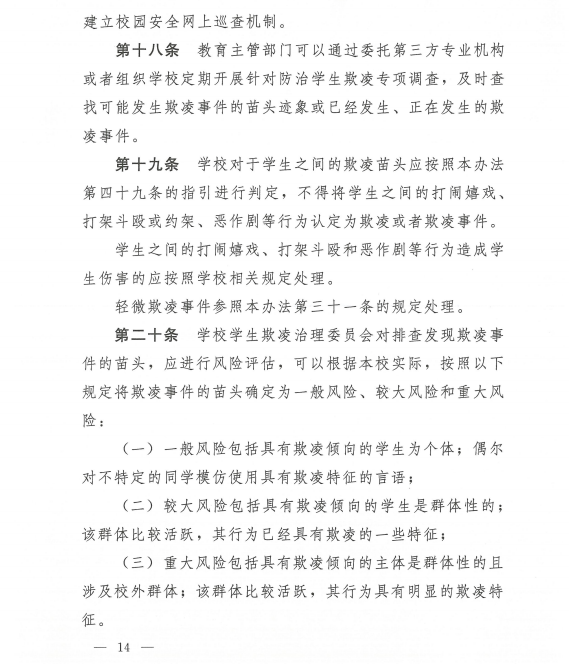 建立校园安全网上巡查机制。
第十八条 教育主管部门可以通过委托第三方专业机构
或者组织学校定期开展针对防治学生欺凌专项调查，及时查
找可能发生欺凌事件的苗头迹象或已经发生、正在发生的欺
凌事件。
第十九条 学校对于学生之间的欺凌苗头应按照本办法
第四十九条的指引进行判定，不得将学生之间的打闹嬉戏、
打架斗殴或约架、恶作剧等行为认定为欺凌或者欺凌事件。
学生之间的打闹嬉戏、打架斗殴和恶作剧等行为造成学
生伤害的应按照学校相关规定处理。
轻微欺凌事件参照本办法第三十一条的规定处理。
第二十条 学校学生欺凌治理委员会对排查发现欺凌事
件的苗头，应进行风险评估，可以根据本校实际，按照以下
规定将欺凌事件的苗头确定为一般风险、较大风险和重大风
险：
（一）一般风险包括具有欺凌倾向的学生为个体；偶尔
对不特定的同学模仿使用具有欺凌特征的言语；
（二）较大风险包括具有欺凌倾向的学生是群体性的；
该群体比较活跃，其行为已经具有欺凌的一些特征；
（三）重大风险包括具有欺凌倾向的主体是群体性的且
涉及校外群体；该群体比较活跃，其行为具有明显的欺凌特
征。
— 14 —